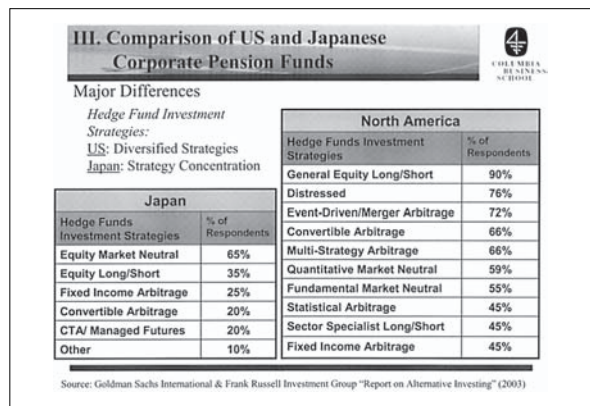 III. Comparison of US and Japanese
Corporate Pension Funds
COLUMBIA
BUSINESS
SCHOOL
Major Differences
Hedge Fund Investment
Strategies:
US: Diversified Strategies
Japan: Strategy Concentration
Japan
Hedge Funds
Investment Strategies
% of
Respondents
Equity Market Neutral 65%
Equity Long/Short 35%
Fixed Income Arbitrage 25%
Convertible Arbitrage 20%
CTA/ Managed Futures 20%
Other 10%
North America
Hedge Funds Investment
Strategies
% of
Respondents
General Equity Long/Short 90%
Distressed 76%
Event-Driven/Merger Arbitrage 72%
Convertible Arbitrage 66%
Multi-Strategy Arbitrage 66%
Quantitative Market Neutral 59%
Fundamental Market Neutral 55%
Statistical Arbitrage 45%
Sector Specialist Long/Short 45%
Fixed Income Arbitrage 45%
Source: Goldman Sachs International & Frank Russell Investment Group "Report on Alternative Investing" (2003)